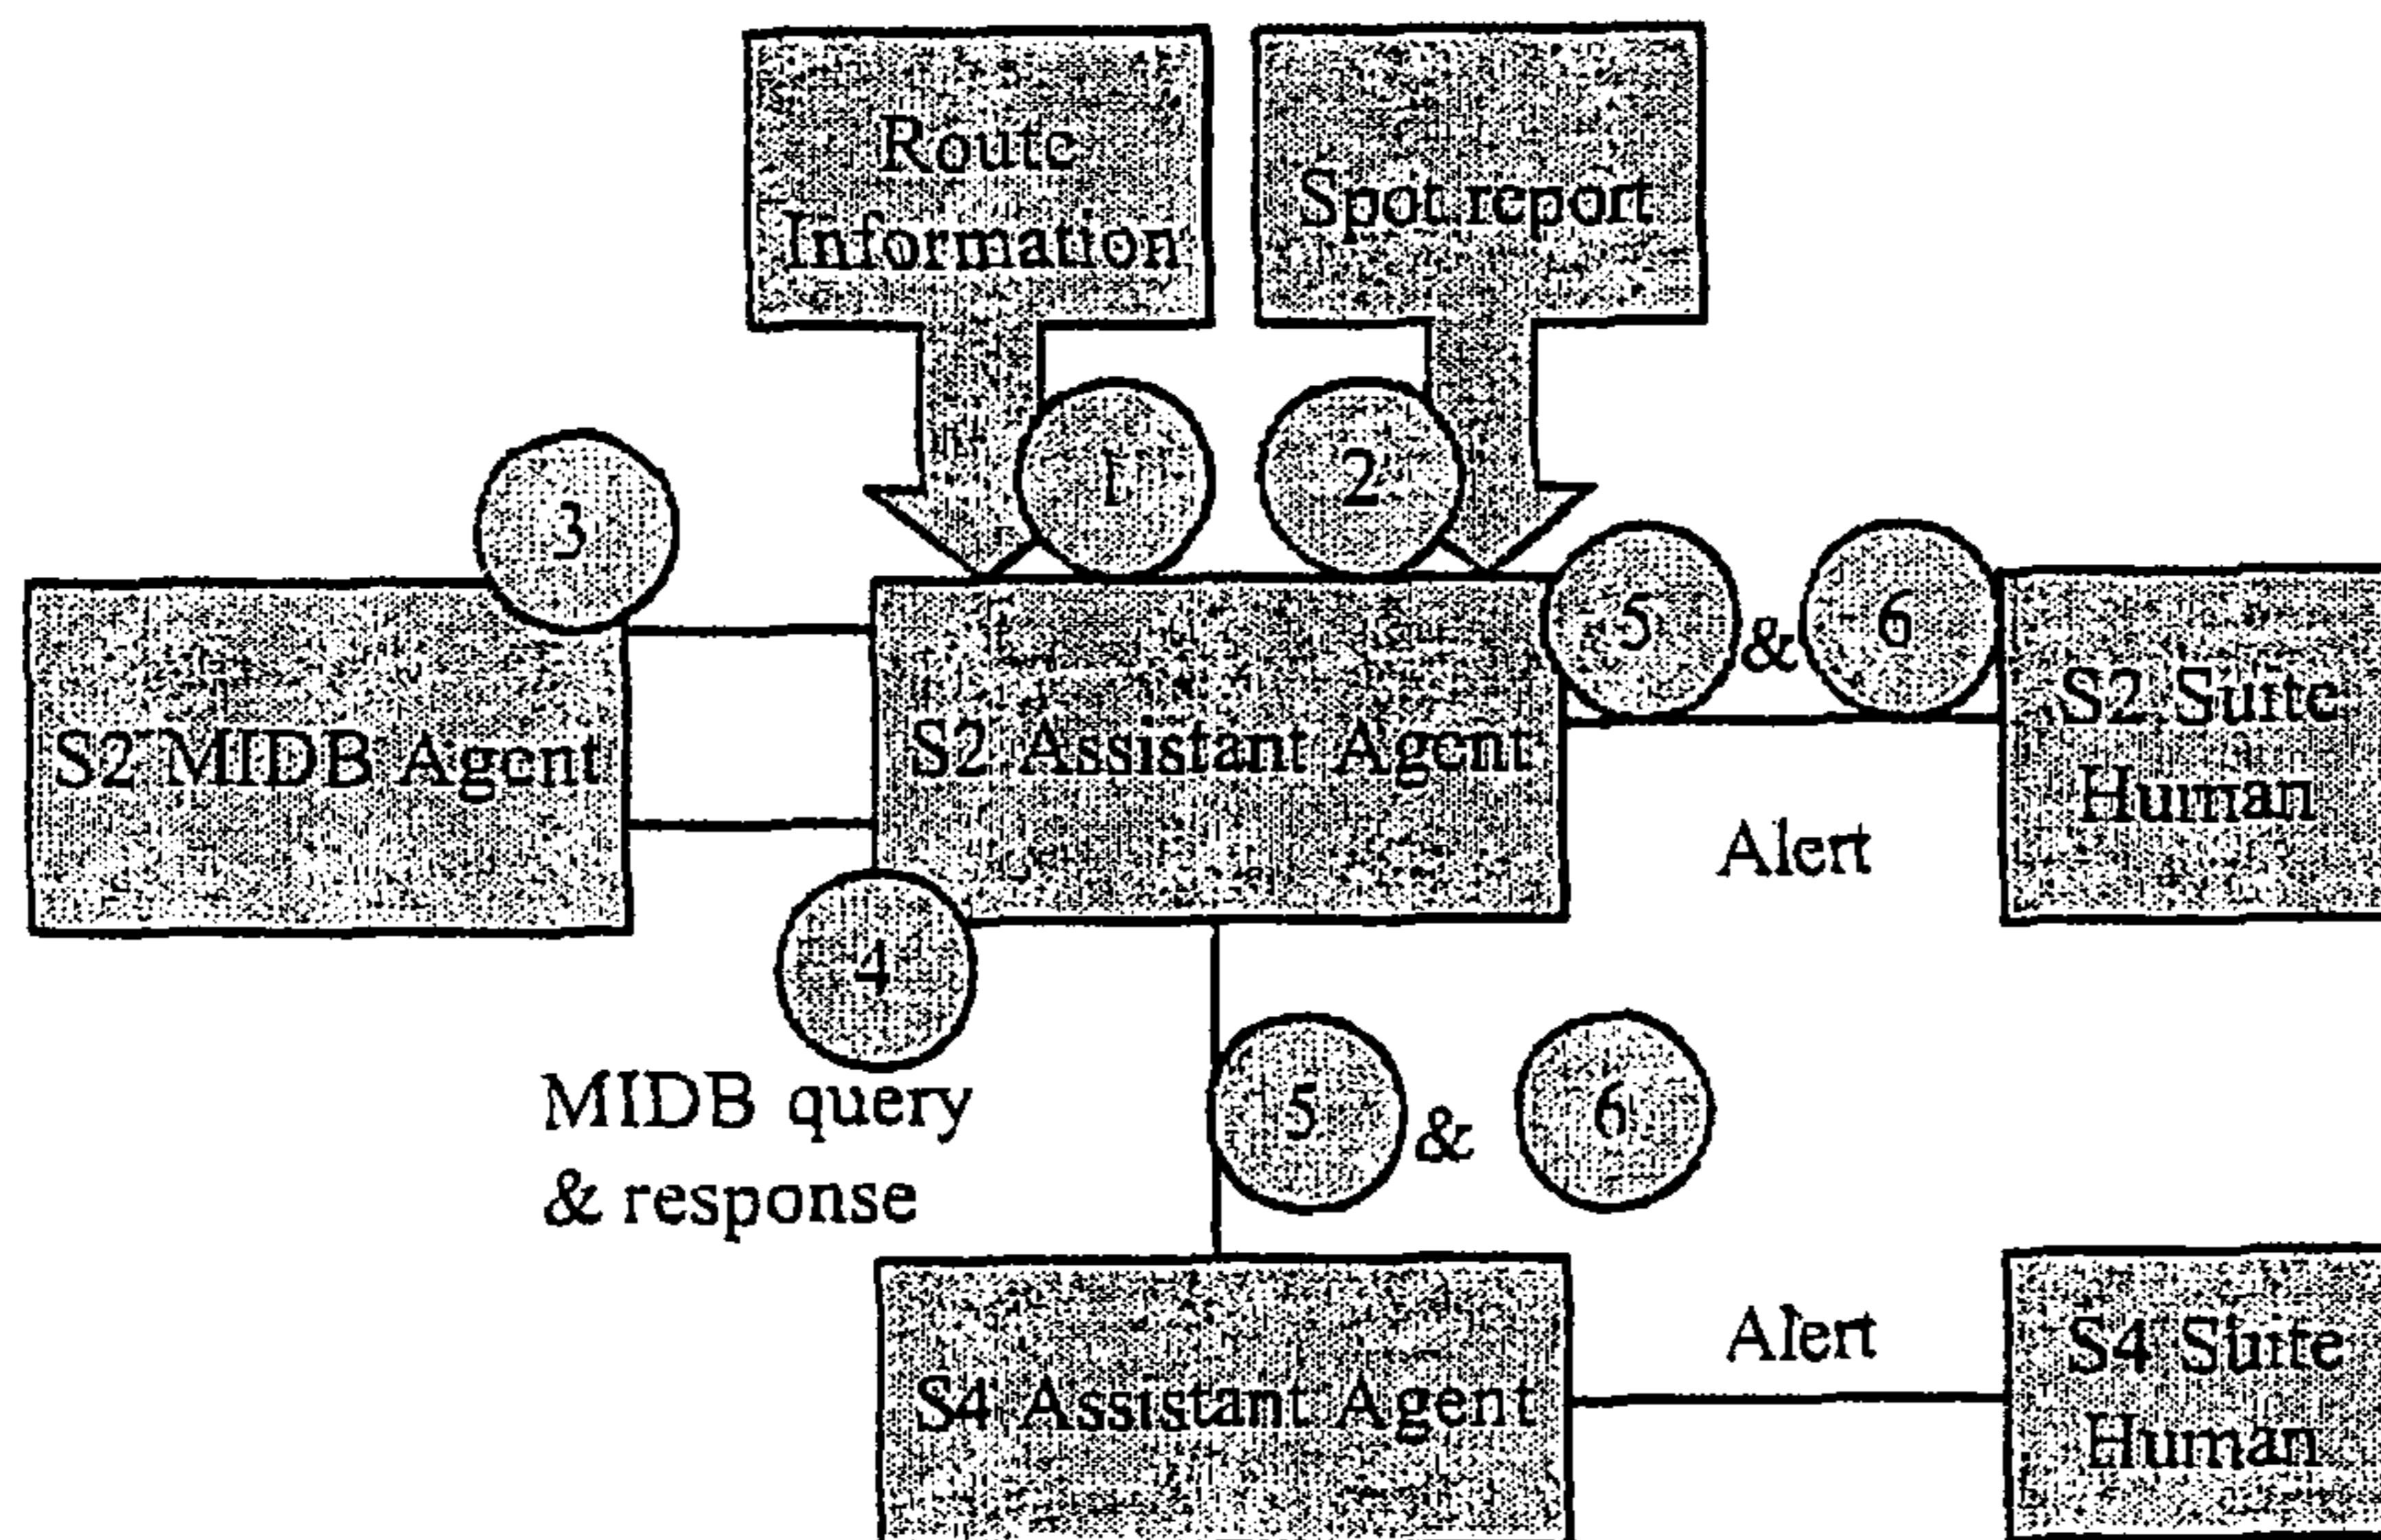 Route
Information
Spot report
1
2
3
5
&
6
S2 MIDB Agent
S2 Assistant Agent
S2 Suite
Human
Alert
4
MIDB query
& response
5
&
6
S4 Assistant Agent
Alert
S4 Suite
Human